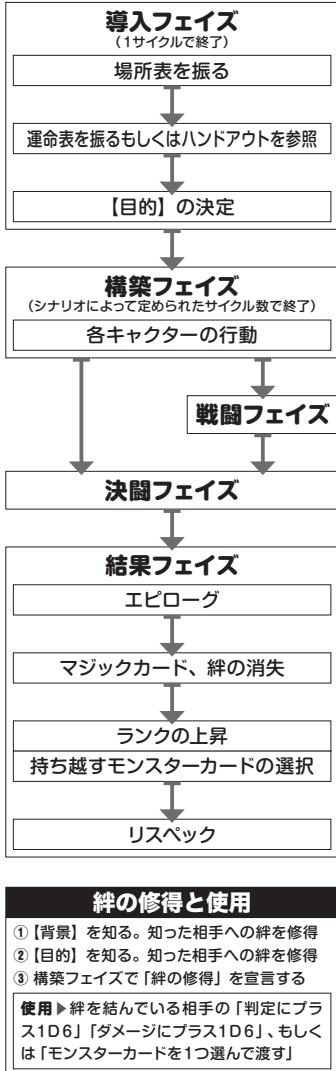 導入フェイズ
（1サイクルで終了）
場所表を振る
運命表を振るもしくはハンドアウトを参照
【目的】の決定
構築フェイズ
（シナリオによって定められたサイクル数で終了）
各キャクターの行動
戦闘フェイズ
決闘フェイズ
結果フェイズ
エピローグ
マジックカード、絆の消失
ランクの上昇
持ち越すモンスターカードの選択
リスペック
絆の修得と使用
①【背景】を知る。知った相手への絆を修得
②【目的】を知る。知った相手への絆を修得
③ 構築フェイズで「絆の修得」を宣言する
使用▶絆を結んでいる相手の「判定にプラ
ス1D6」「ダメージにプラス1D6」、もしく
は「モンスターカードを1つ選んで渡す」